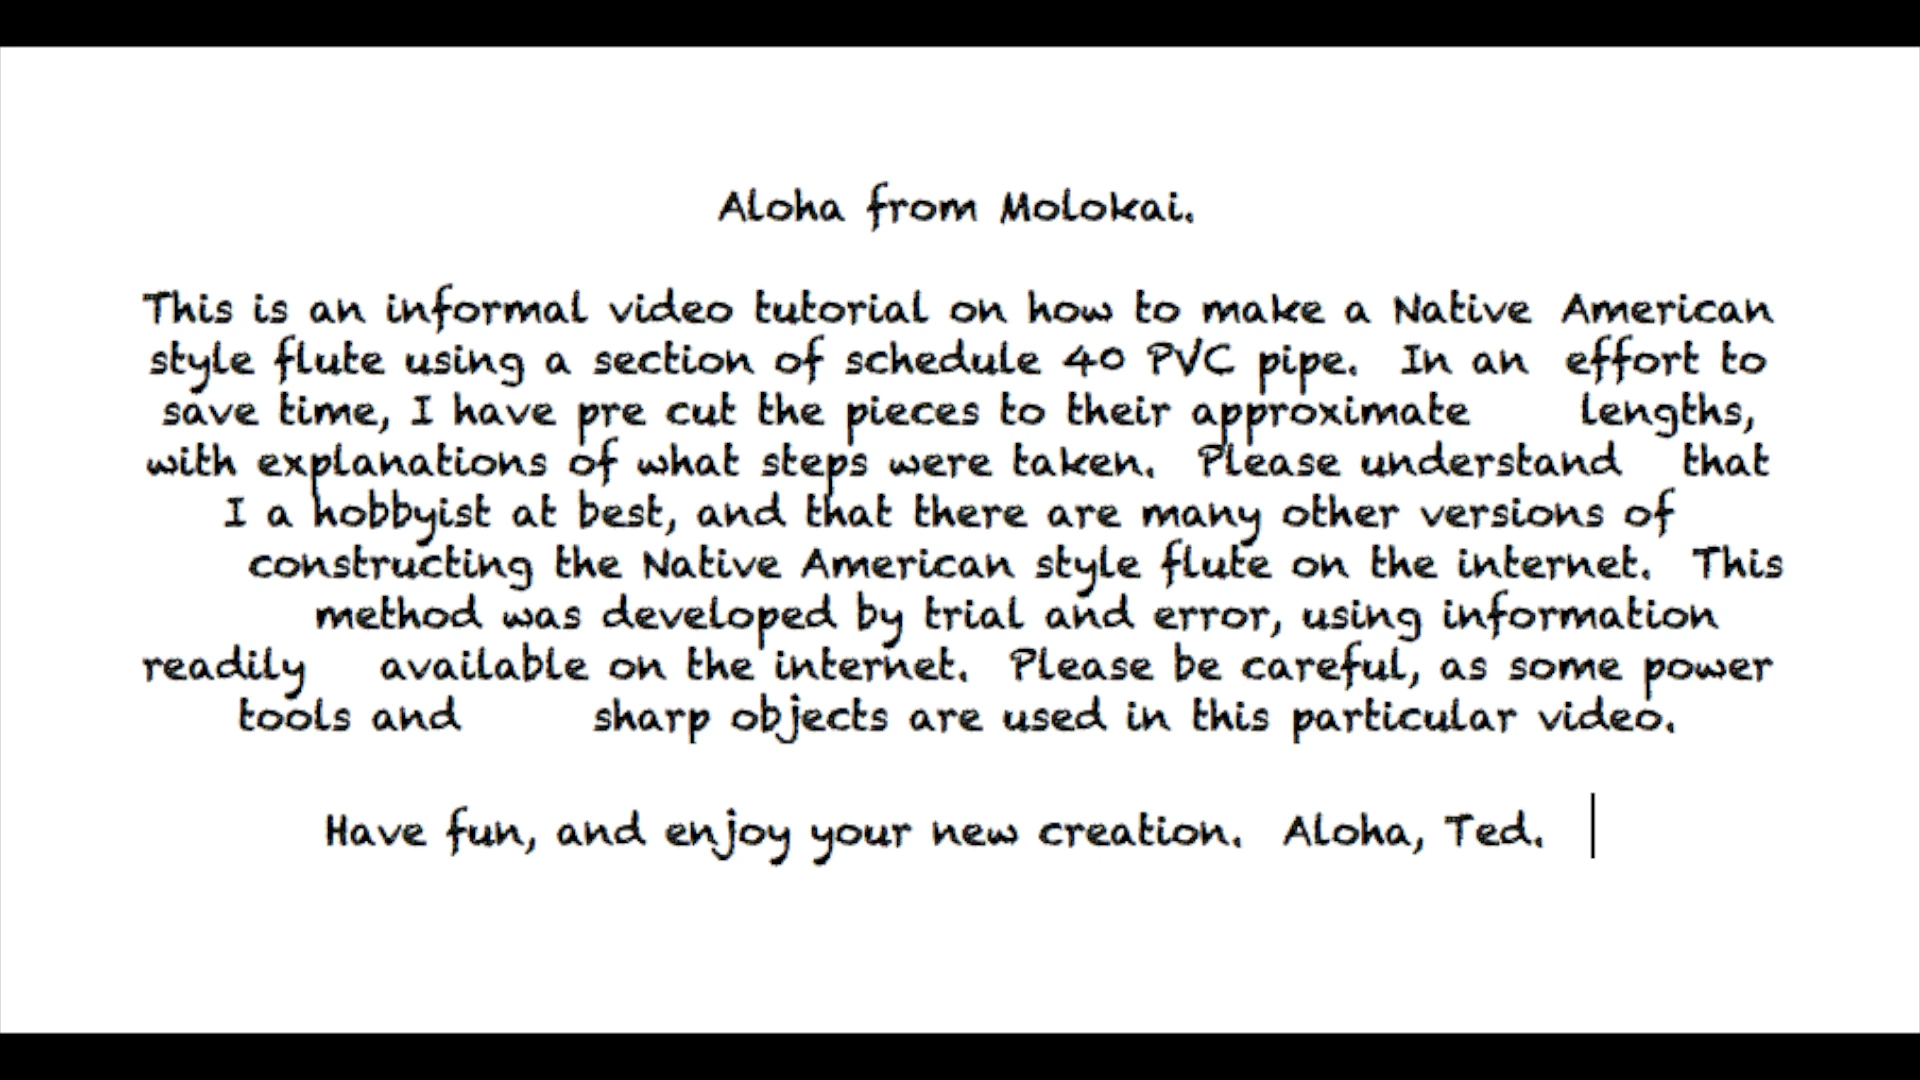 Aloha from Molokai.
This is an informal video tutorial on how to make a Native American
style flute using a section of schedule 40 PVC pipe. In an effort to
save time, I have pre cut the pieces to their approximate lengths,
with explanations of what steps were taken. Please understand that
I a hobbyist at best, and that there are many other versions of
constructing the Native American style flute on the internet. This
method was developed by trial and error, using information
readily available on the internet. Please be careful, as some power
tools and sharp objects are used in this particular video.
Have fun, and enjoy your new creation. Aloha, Ted.